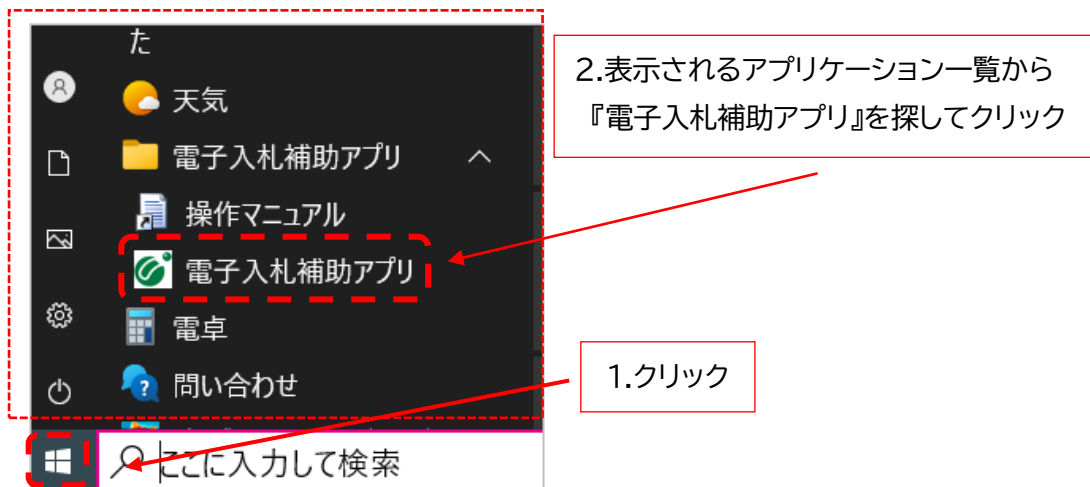 た
天気
電子入札補助アプリ
操作マニュアル
電子入札補助アプリ
電卓
問い合わせ
ここに入力して検索
2.表示されるアプリケーション一覧から
『電子入札補助アプリ』を探してクリック
1.クリック